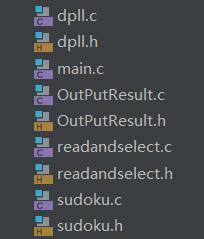 dpll.c
dpll.h
main.c
OutPutResult.c
OutPutResult.h
readandselect.c
readandselect.h
sudoku.c
sudoku.h